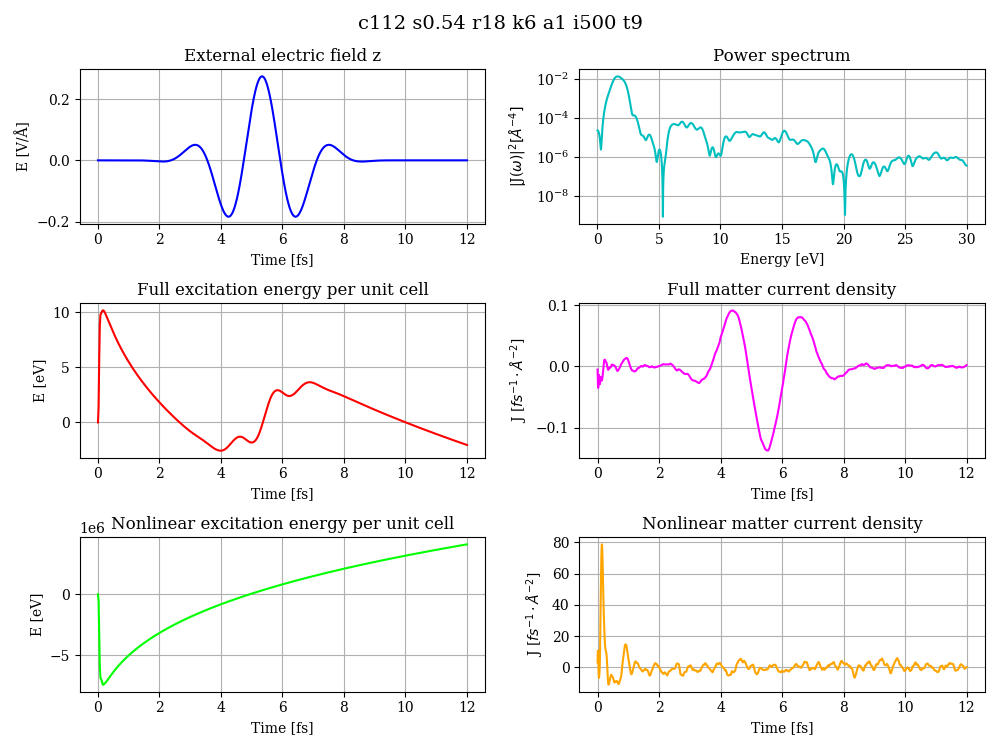 c112 s0.54 r18 k6 a1 i500 t9
External electric field z
E [V/Å]
0.2
0.0
−0.2
0 2 4 6 8 10 12
Time [fs]
Power spectrum
|J(ω)|²[Å⁻⁴]
10⁻²
10⁻⁴
10⁻⁶
10⁻⁸
0 5 10 15 20 25 30
Energy [eV]
Full excitation energy per unit cell
E [eV]
10
5
0
0 2 4 6 8 10 12
Time [fs]
Full matter current density
J [fs⁻¹ · Å⁻²]
0.1
0.0
−0.1
0 2 4 6 8 10 12
Time [fs]
Nonlinear excitation energy per unit cell
1e6
E [eV]
0
−5
0 2 4 6 8 10 12
Time [fs]
Nonlinear matter current density
J [fs⁻¹ · Å⁻²]
80
60
40
20
0
0 2 4 6 8 10 12
Time [fs]